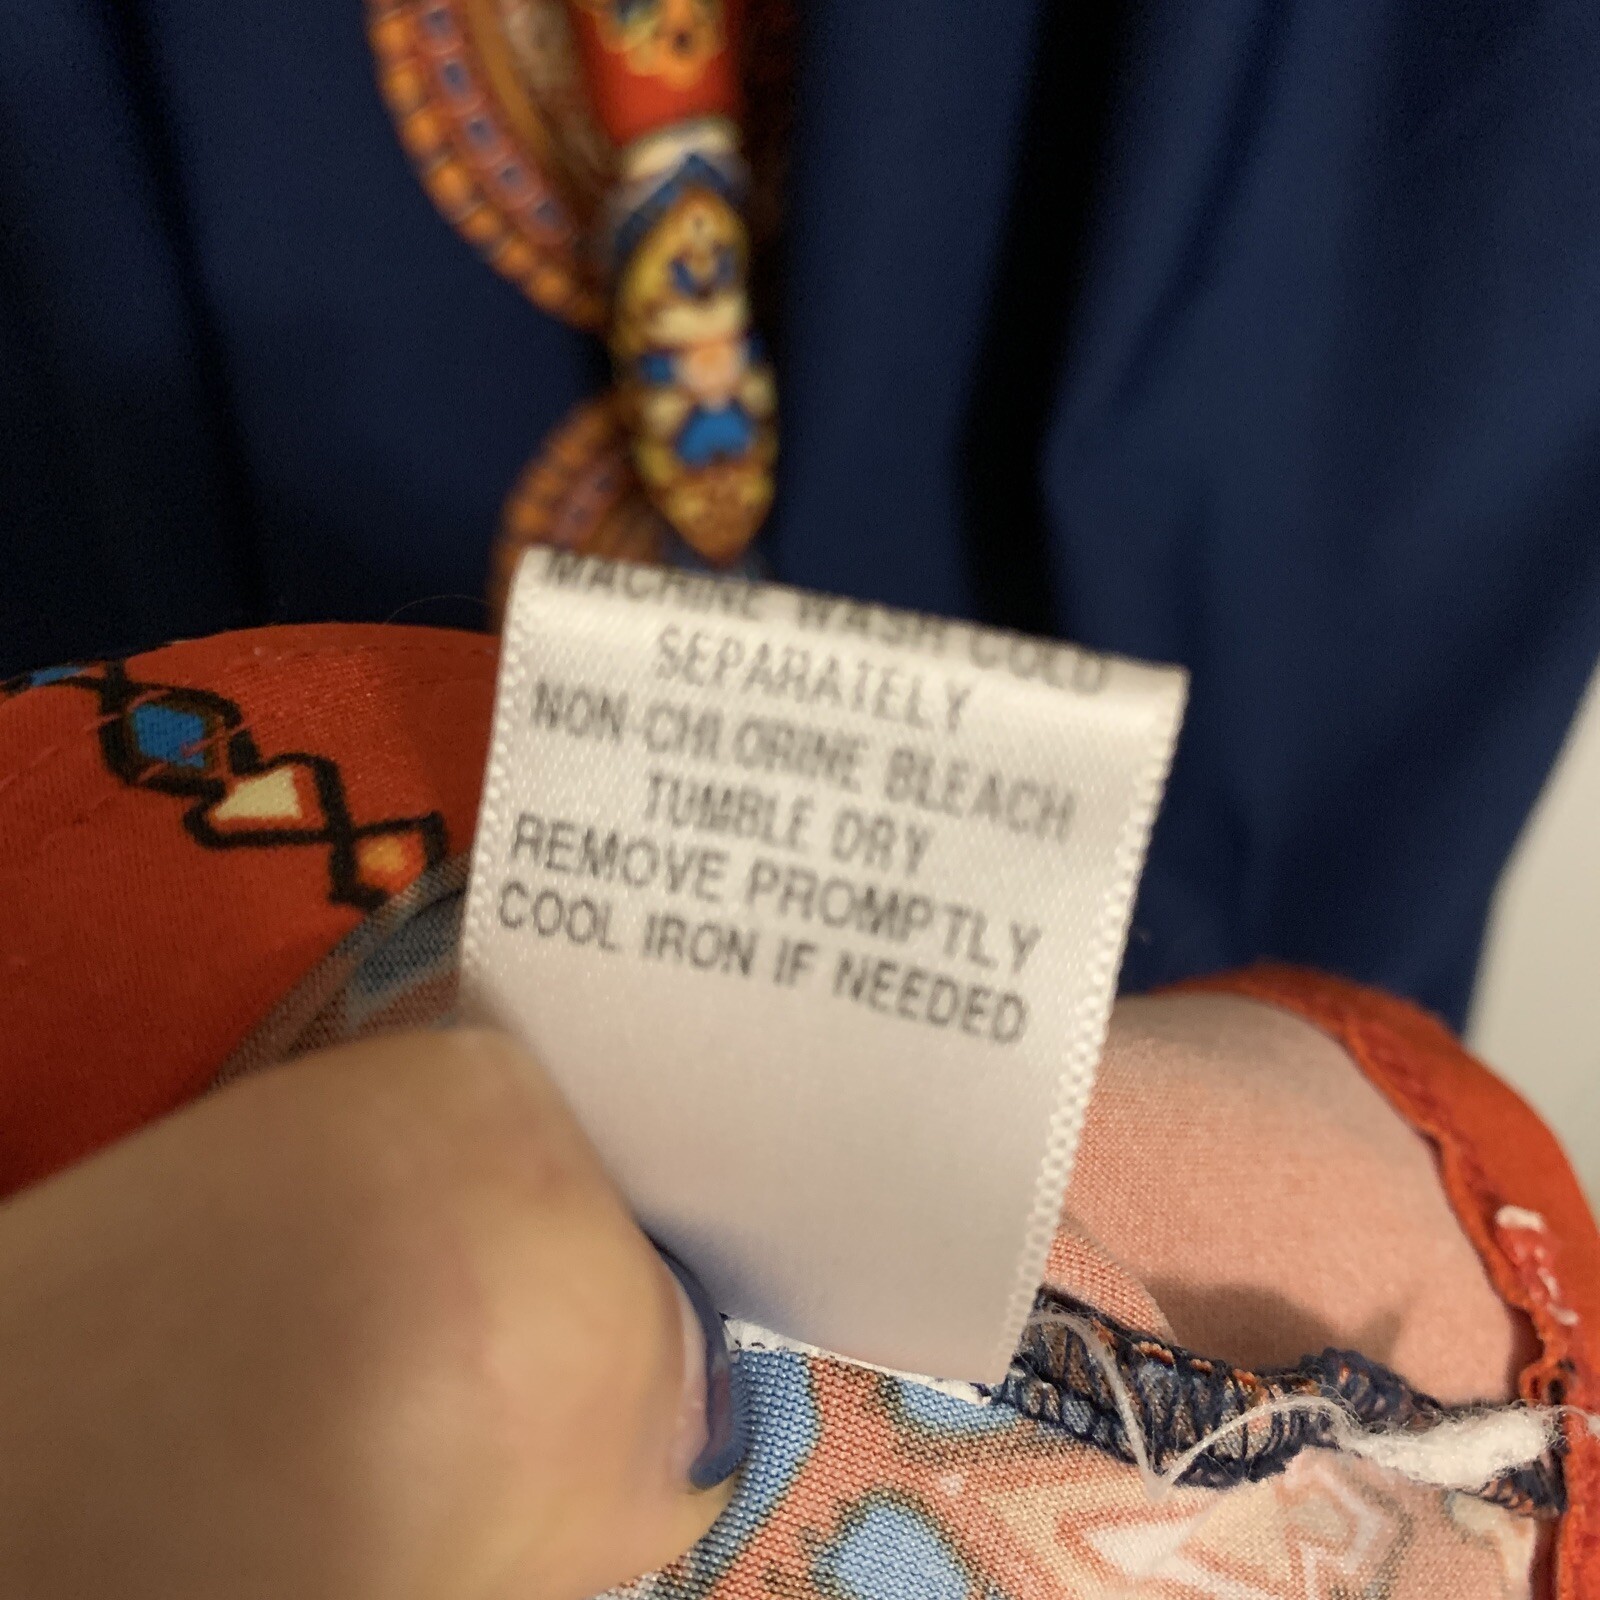 MACHINE WASH COLD
SEPARATELY
NON-CHLORINE BLEACH
TUMBLE DRY
REMOVE PROMPTLY
COOL IRON IF NEEDED